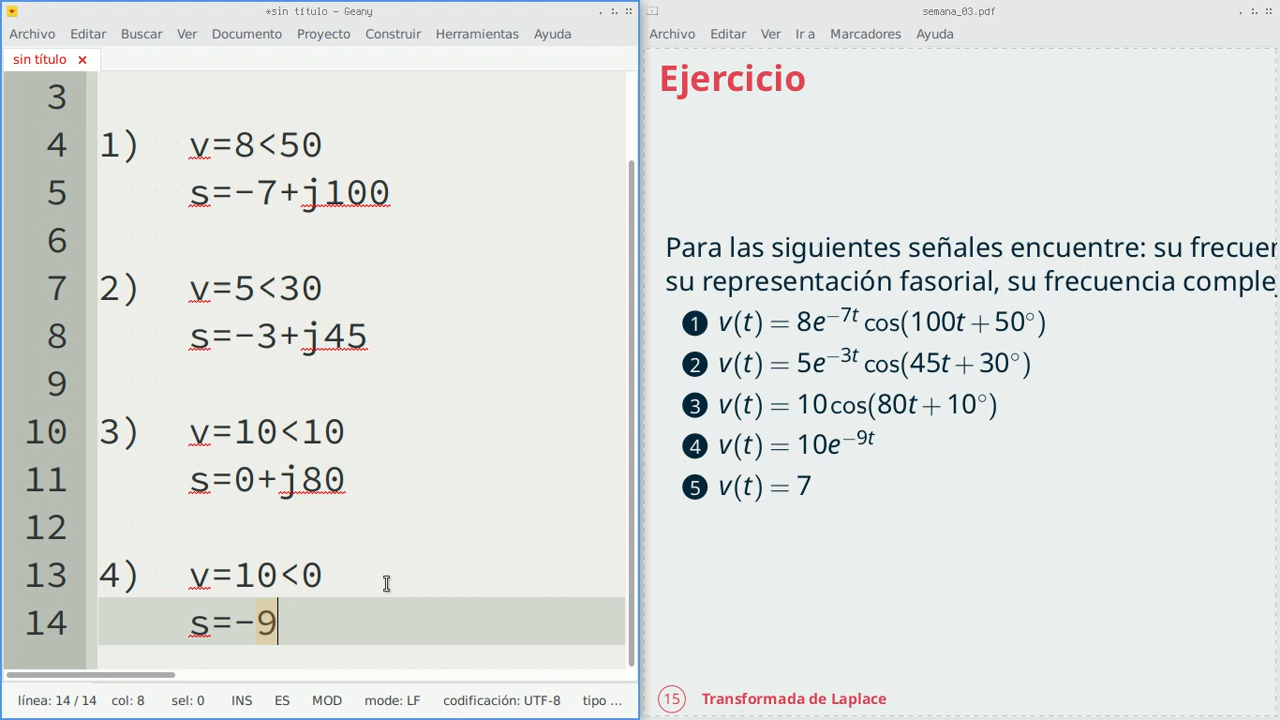 *sin título - Geany
Archivo Editar Buscar Ver Documento Proyecto Construir Herramientas Ayuda
sin título
3
4 1) v=8<50
5 s=-7+j100
6
7 2) v=5<30
8 s=-3+j45
9
10 3) v=10<10
11 s=0+j80
12
13 4) v=10<0
14 s=-9
línea: 14 / 14 col: 8 sel: 0 INS ES MOD mode: LF codificación: UTF-8 tipo ...
semana_03.pdf
Archivo Editar Ver Ir a Marcadores Ayuda
Ejercicio
Para las siguientes señales encuentre: su frecuen
su representación fasorial, su frecuencia comple
1 v(t) = 8e^{-7t} cos(100t + 50°)
2 v(t) = 5e^{-3t} cos(45t + 30°)
3 v(t) = 10 cos(80t + 10°)
4 v(t) = 10e^{-9t}
5 v(t) = 7
15 Transformada de Laplace